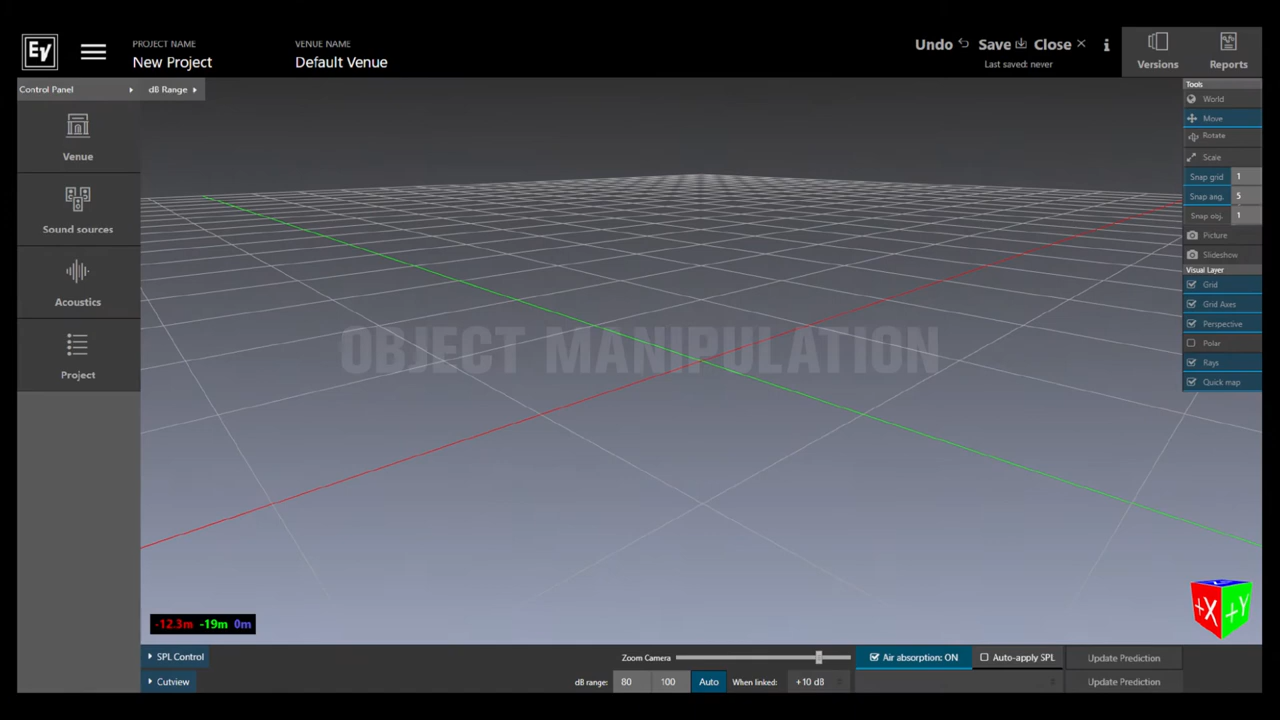 EV
PROJECT NAME
New Project
VENUE NAME
Default Venue
Undo
Save
Close
Last saved: never
i
Versions
Reports
Control Panel
dB Range
Venue
Sound sources
Acoustics
Project
Tools
World
Move
Rotate
Scale
Snap grid 1
Snap ang. 5
Snap obj. 1
Picture
Slideshow
Visual Layer
Grid
Grid Axes
Perspective
Polar
Rays
Quick map
OBJECT MANIPULATION
+X +Y
-12.3m -19m 0m
SPL Control
Zoom Camera
Air absorption: ON
Auto-apply SPL
Update Prediction
Cutview
dB range: 80 100 Auto When linked: +10 dB
Update Prediction